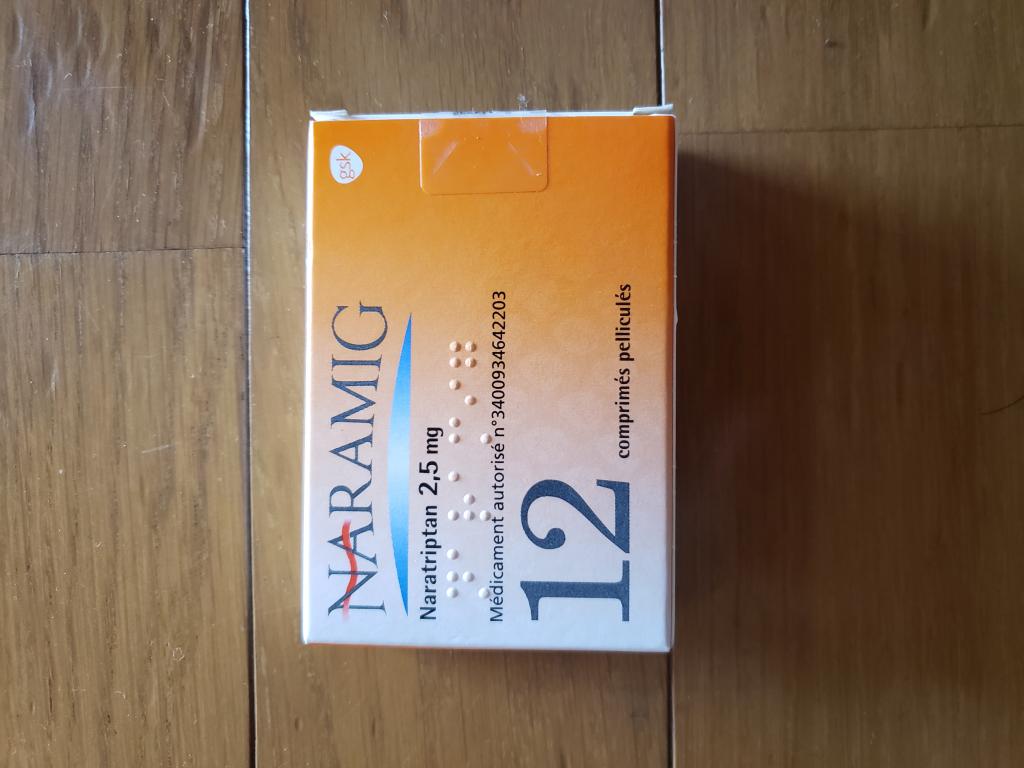 gsk
NARAMIG
Naratriptan 2,5 mg
Médicament autorisé n°3400934642203
12 comprimés pelliculés